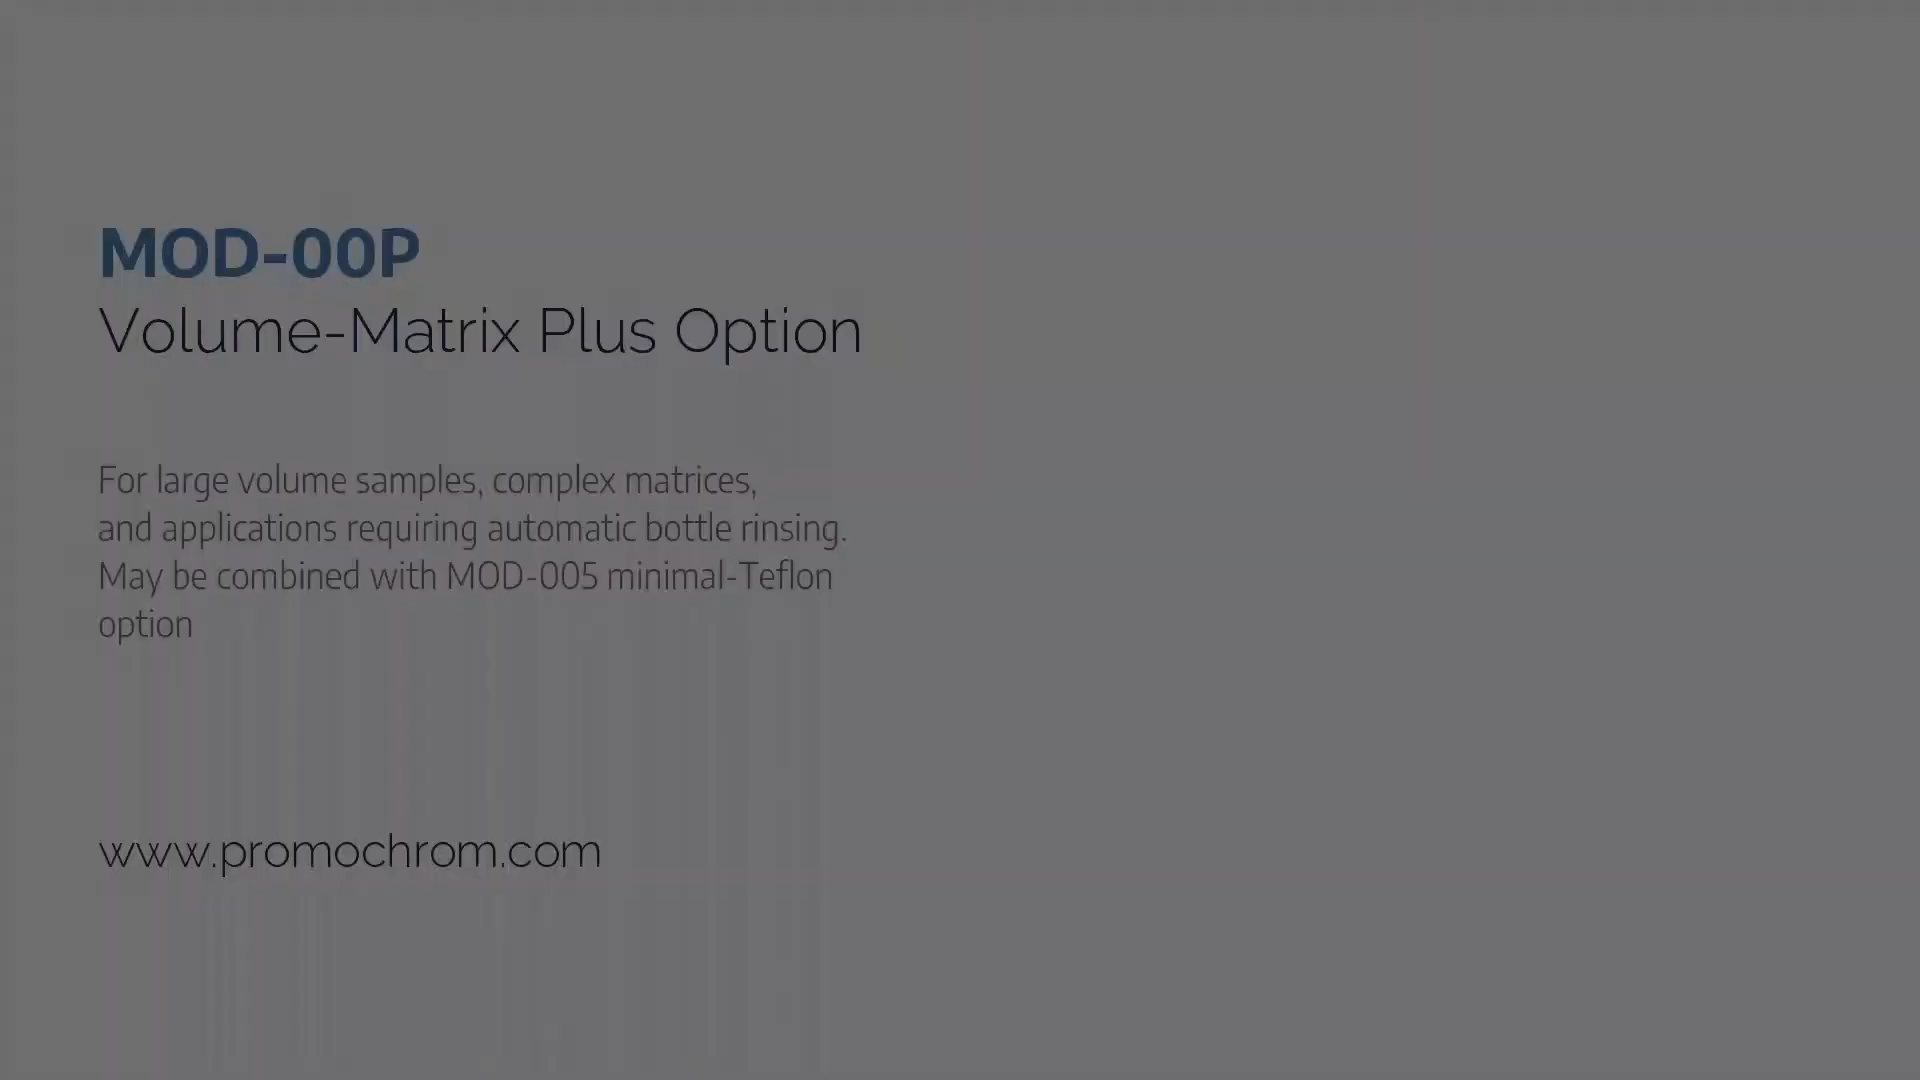 MOD-00P
Volume-Matrix Plus Option
For large volume samples, complex matrices,
and applications requiring automatic bottle rinsing.
May be combined with MOD-005 minimal-Teflon
option
www.promochrom.com